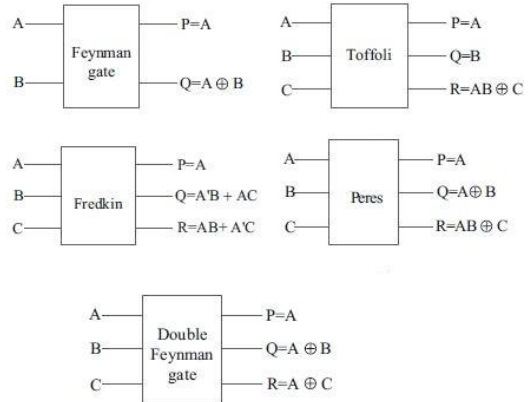 A
Feynman
gate
P=A
B
Q=A ⊕ B
A
P=A
B
Toffoli
Q=B
C
R=AB ⊕ C
A
P=A
B
Fredkin
Q=A'B + AC
C
R=AB+ A'C
A
P=A
B
Peres
Q=A⊕B
C
R=AB ⊕ C
A
P=A
B
Double
Feynman
gate
Q=A ⊕ B
C
R=A ⊕ C